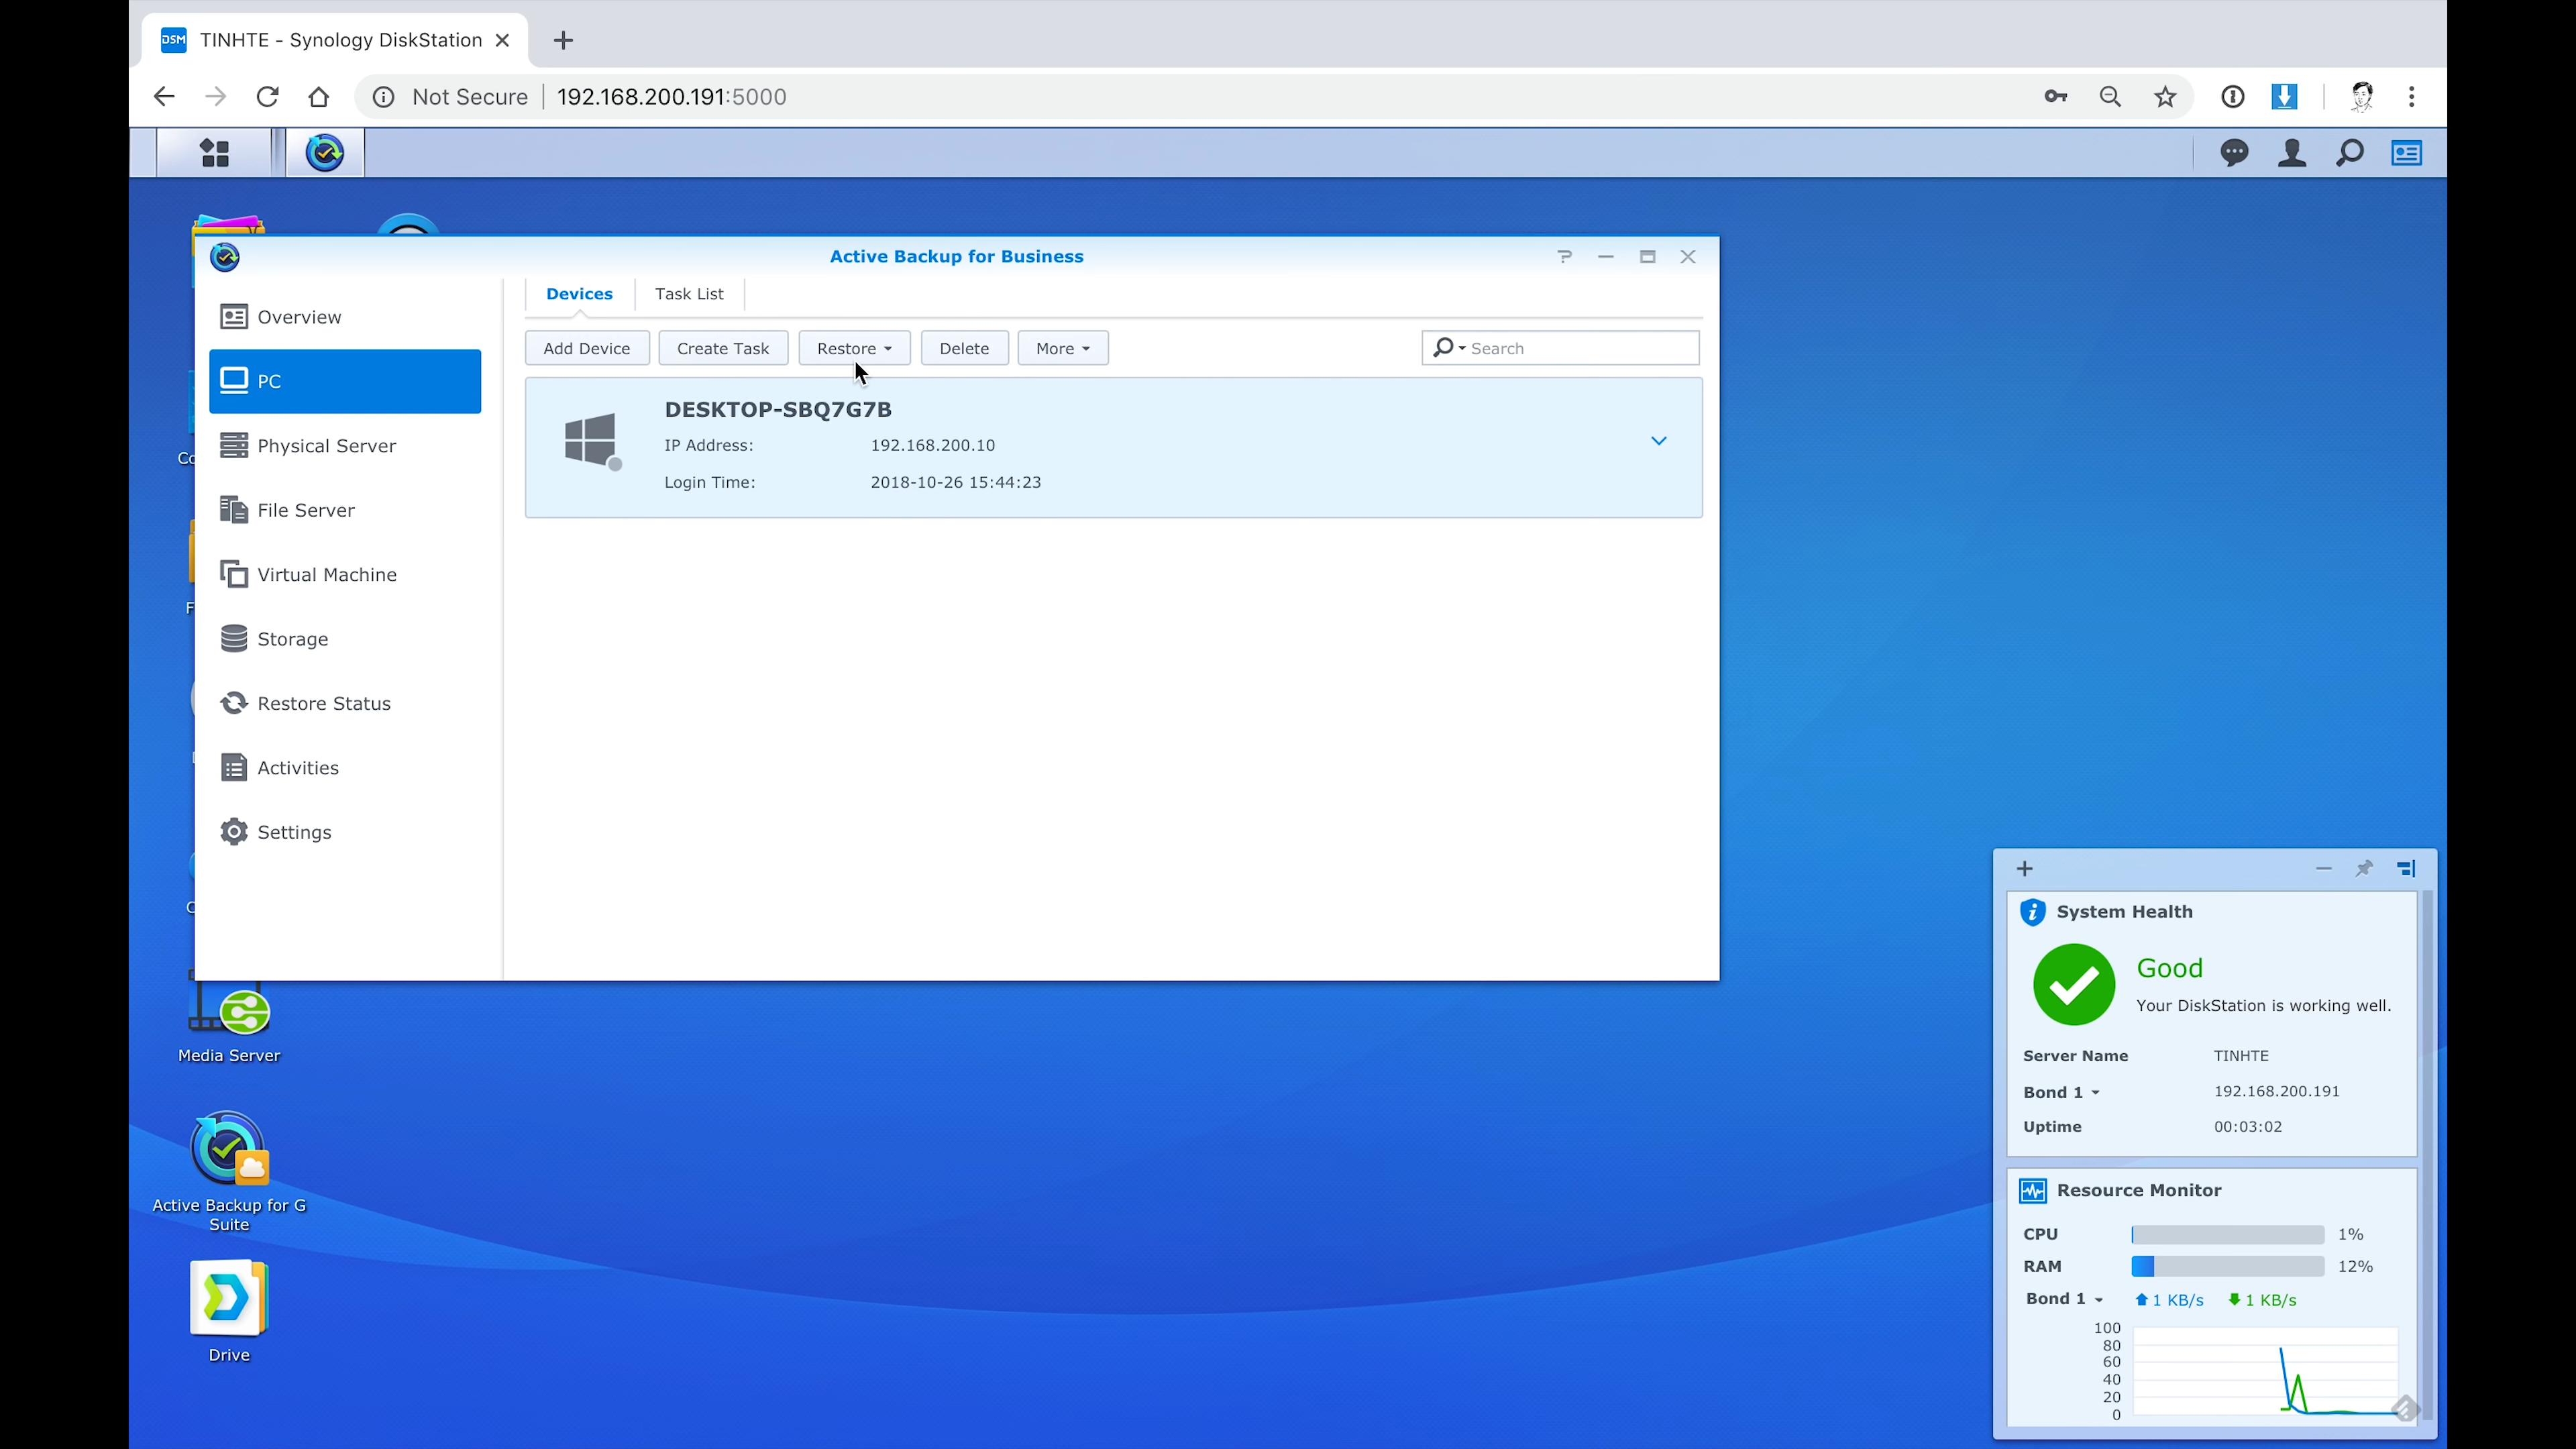 DSM TINHTE - Synology DiskStation
Not Secure 192.168.200.191:5000
Active Backup for Business
Overview
PC
Physical Server
File Server
Virtual Machine
Storage
Restore Status
Activities
Settings
Devices Task List
Add Device Create Task Restore Delete More Search
DESKTOP-SBQ7G7B
IP Address: 192.168.200.10
Login Time: 2018-10-26 15:44:23
Media Server
Active Backup for G
Suite
Drive
System Health
Good
Your DiskStation is working well.
Server Name TINHTE
Bond 1 192.168.200.191
Uptime 00:03:02
Resource Monitor
CPU 1%
RAM 12%
Bond 1 1 KB/s 1 KB/s
100
80
60
40
20
0